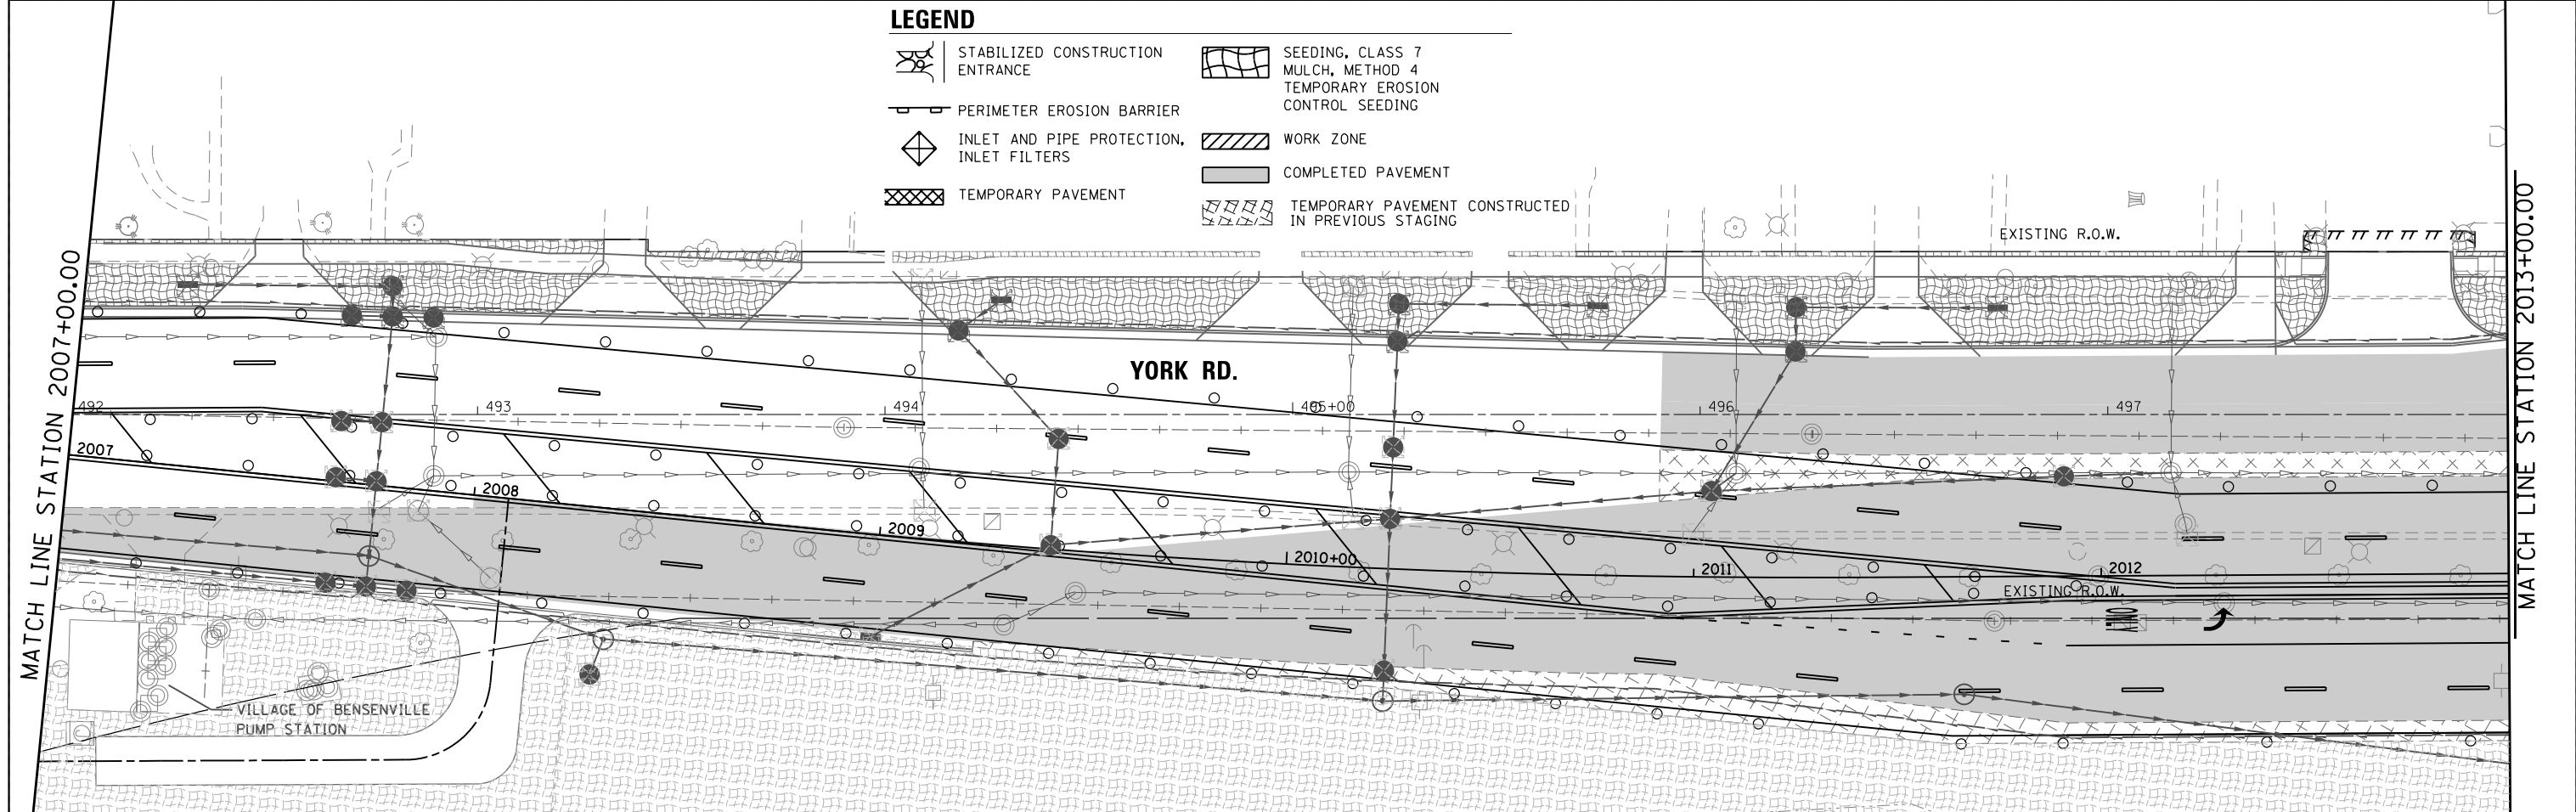 LEGEND
STABILIZED CONSTRUCTION
ENTRANCE
PERIMETER EROSION BARRIER
INLET AND PIPE PROTECTION,
INLET FILTERS
TEMPORARY PAVEMENT
SEEDING, CLASS 7
MULCH, METHOD 4
TEMPORARY EROSION
CONTROL SEEDING
WORK ZONE
COMPLETED PAVEMENT
TEMPORARY PAVEMENT CONSTRUCTED
IN PREVIOUS STAGING
EXISTING R.O.W.
MATCH LINE STATION 2007+00.00
MATCH LINE STATION 2013+00.00
YORK RD.
492
493
494
495+00
496
497
2007
2008
2009
2010+00
2011
2012
EXISTING R.O.W.
VILLAGE OF BENSENVILLE
PUMP STATION